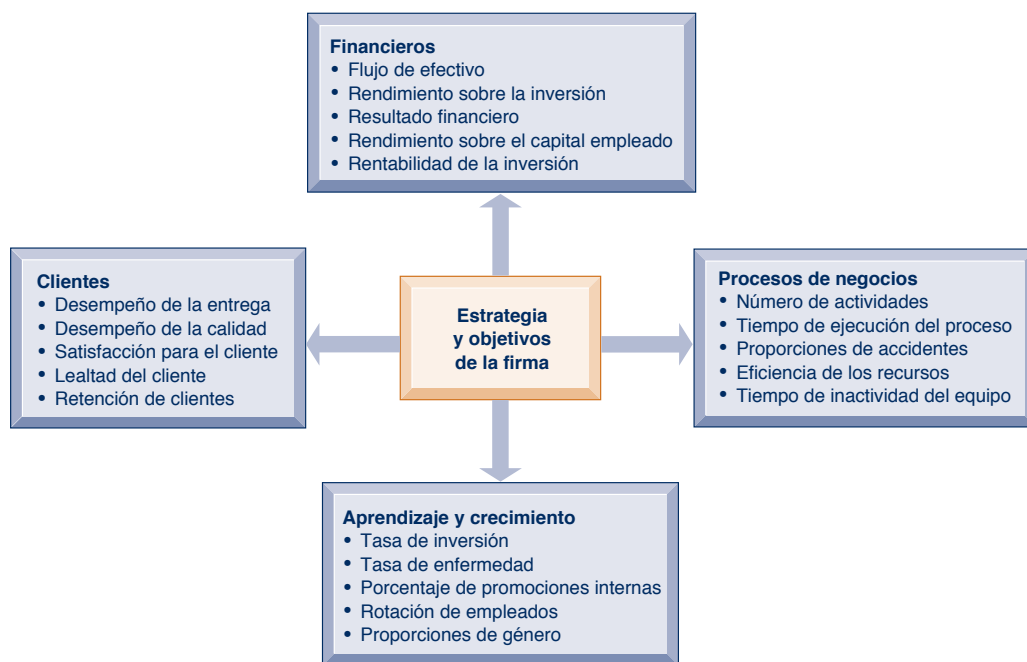 Financieros
• Flujo de efectivo
• Rendimiento sobre la inversión
• Resultado financiero
• Rendimiento sobre el capital empleado
• Rentabilidad de la inversión
Clientes
• Desempeño de la entrega
• Desempeño de la calidad
• Satisfacción para el cliente
• Lealtad del cliente
• Retención de clientes
Estrategia
y objetivos
de la firma
Procesos de negocios
• Número de actividades
• Tiempo de ejecución del proceso
• Proporciones de accidentes
• Eficiencia de los recursos
• Tiempo de inactividad del equipo
Aprendizaje y crecimiento
• Tasa de inversión
• Tasa de enfermedad
• Porcentaje de promociones internas
• Rotación de empleados
• Proporciones de género